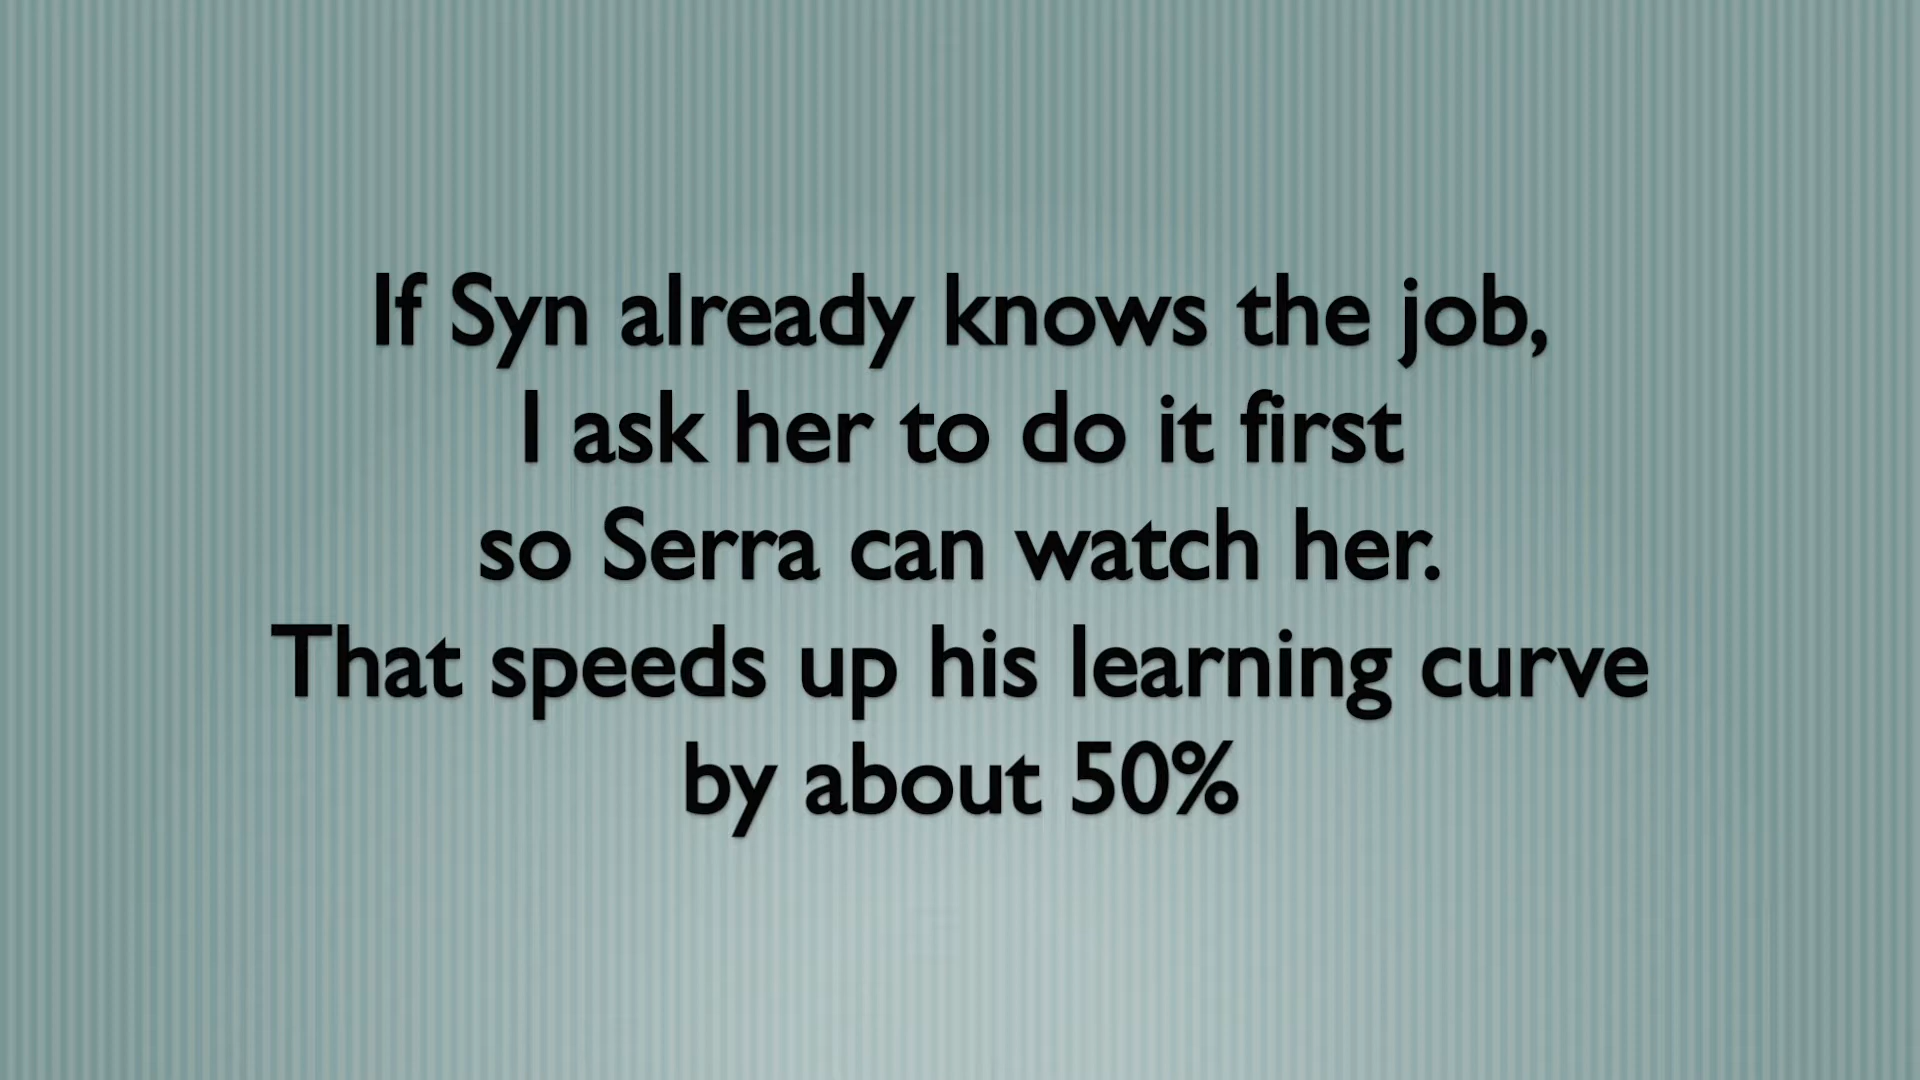 If Syn already knows the job,
I ask her to do it first
so Serra can watch her.
That speeds up his learning curve
by about 50%